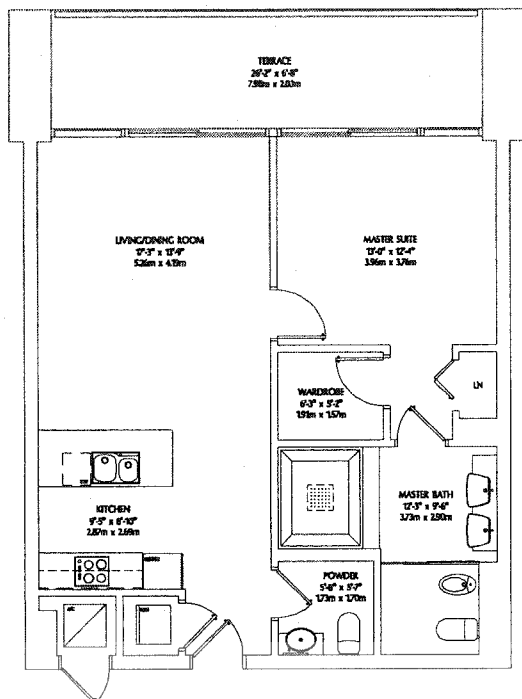 TERRACE
26'-2" x 6'-8"
7.98m x 2.03m
LIVING/DINING ROOM
17'-3" x 13'-9"
5.26m x 4.19m
MASTER SUITE
13'-0" x 12'-4"
3.96m x 3.76m
WARDROBE
6'-3" x 5'-2"
1.91m x 1.57m
LN
KITCHEN
9'-5" x 8'-10"
2.87m x 2.69m
MASTER BATH
12'-3" x 9'-6"
3.73m x 2.90m
POWDER
5'-8" x 5'-7"
1.73m x 1.70m
A/C